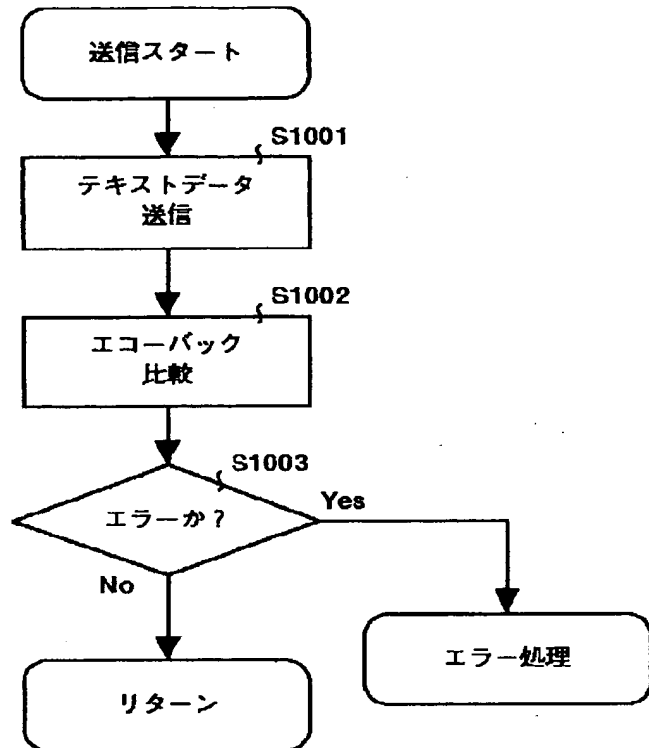 送信スタート
S1001
テキストデータ
送信
S1002
エコーバック
比較
S1003
エラーか?
Yes
No
エラー処理
リターン